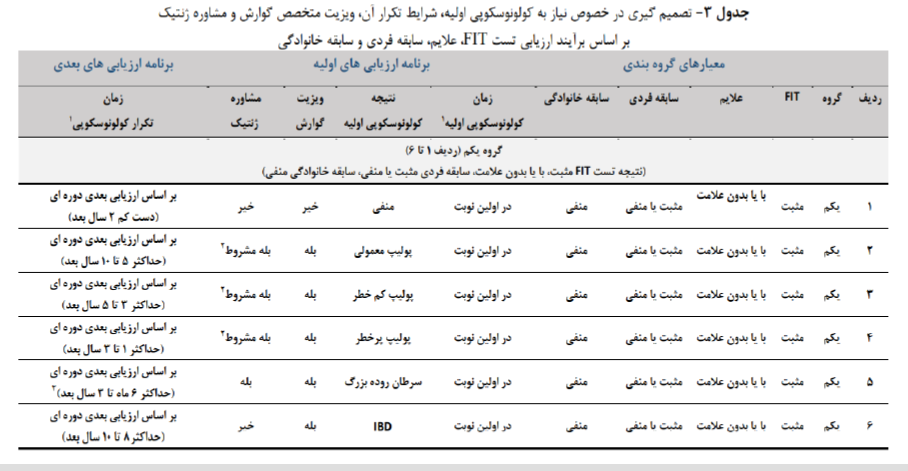 جدول ۳- تصمیم گیری در خصوص نیاز به کولونوسکوپی اولیه، شرایط تکرار آن، ویزیت متخصص گوارش و مشاوره ژنتیک
بر اساس برآیند ارزیابی تست FIT، علایم، سابقه فردی و سابقه خانوادگی
معیارهای گروه بندی برنامه ارزیابی های اولیه برنامه ارزیابی های بعدی
ردیف گروه FIT علایم سابقه فردی سابقه خانوادگی زمان کولونوسکوپی اولیه۱ نتیجه کولونوسکوپی اولیه ویزیت گوارش مشاوره ژنتیک زمان تکرار کولونوسکوپی۱
گروه یکم (ردیف ۱ تا ۶)
(نتیجه تست FIT مثبت، با یا بدون علامت، سابقه فردی مثبت یا منفی، سابقه خانوادگی منفی)
۱ یکم مثبت با یا بدون علامت مثبت یا منفی منفی در اولین نوبت منفی خیر خیر بر اساس ارزیابی بعدی دوره ای (دست کم ۲ سال بعد)
۲ یکم مثبت با یا بدون علامت مثبت یا منفی منفی در اولین نوبت پولیپ معمولی بله بله مشروط۲ بر اساس ارزیابی بعدی دوره ای (حداکثر ۵ تا ۱۰ سال بعد)
۳ یکم مثبت با یا بدون علامت مثبت یا منفی منفی در اولین نوبت پولیپ کم خطر بله بله مشروط۲ بر اساس ارزیابی بعدی دوره ای (حداکثر ۳ تا ۵ سال بعد)
۴ یکم مثبت با یا بدون علامت مثبت یا منفی منفی در اولین نوبت پولیپ پرخطر بله بله مشروط۲ بر اساس ارزیابی بعدی دوره ای (حداکثر ۱ تا ۳ سال بعد)
۵ یکم مثبت با یا بدون علامت مثبت یا منفی منفی در اولین نوبت سرطان روده بزرگ بله بله بر اساس ارزیابی بعدی دوره ای (حداکثر ۶ ماه تا ۳ سال بعد)۳
۶ یکم مثبت با یا بدون علامت مثبت یا منفی منفی در اولین نوبت IBD بله خیر بر اساس ارزیابی بعدی دوره ای (حداکثر ۸ تا ۱۰ سال بعد)